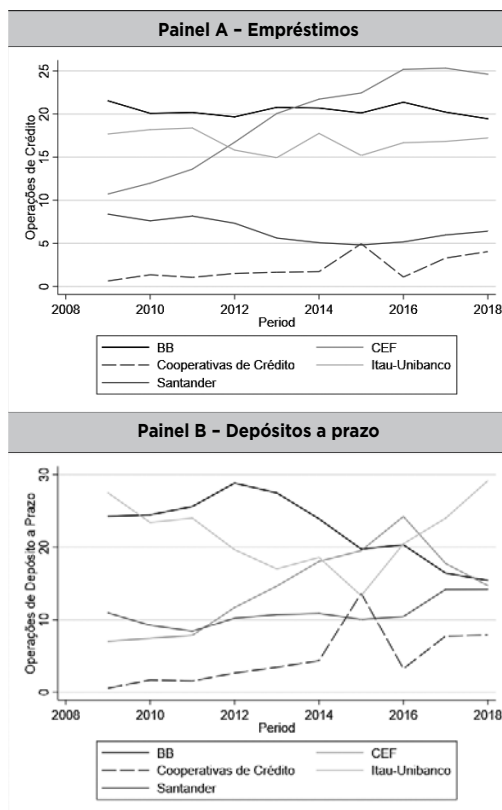 Painel A – Empréstimos
Operações de Crédito
25
20
15
10
5
0
2008 2010 2012 2014 2016 2018
Period
BB CEF
Cooperativas de Crédito Itau-Unibanco
Santander
Painel B – Depósitos a prazo
Operações de Depósito a Prazo
30
20
10
0
2008 2010 2012 2014 2016 2018
Period
BB CEF
Cooperativas de Crédito Itau-Unibanco
Santander